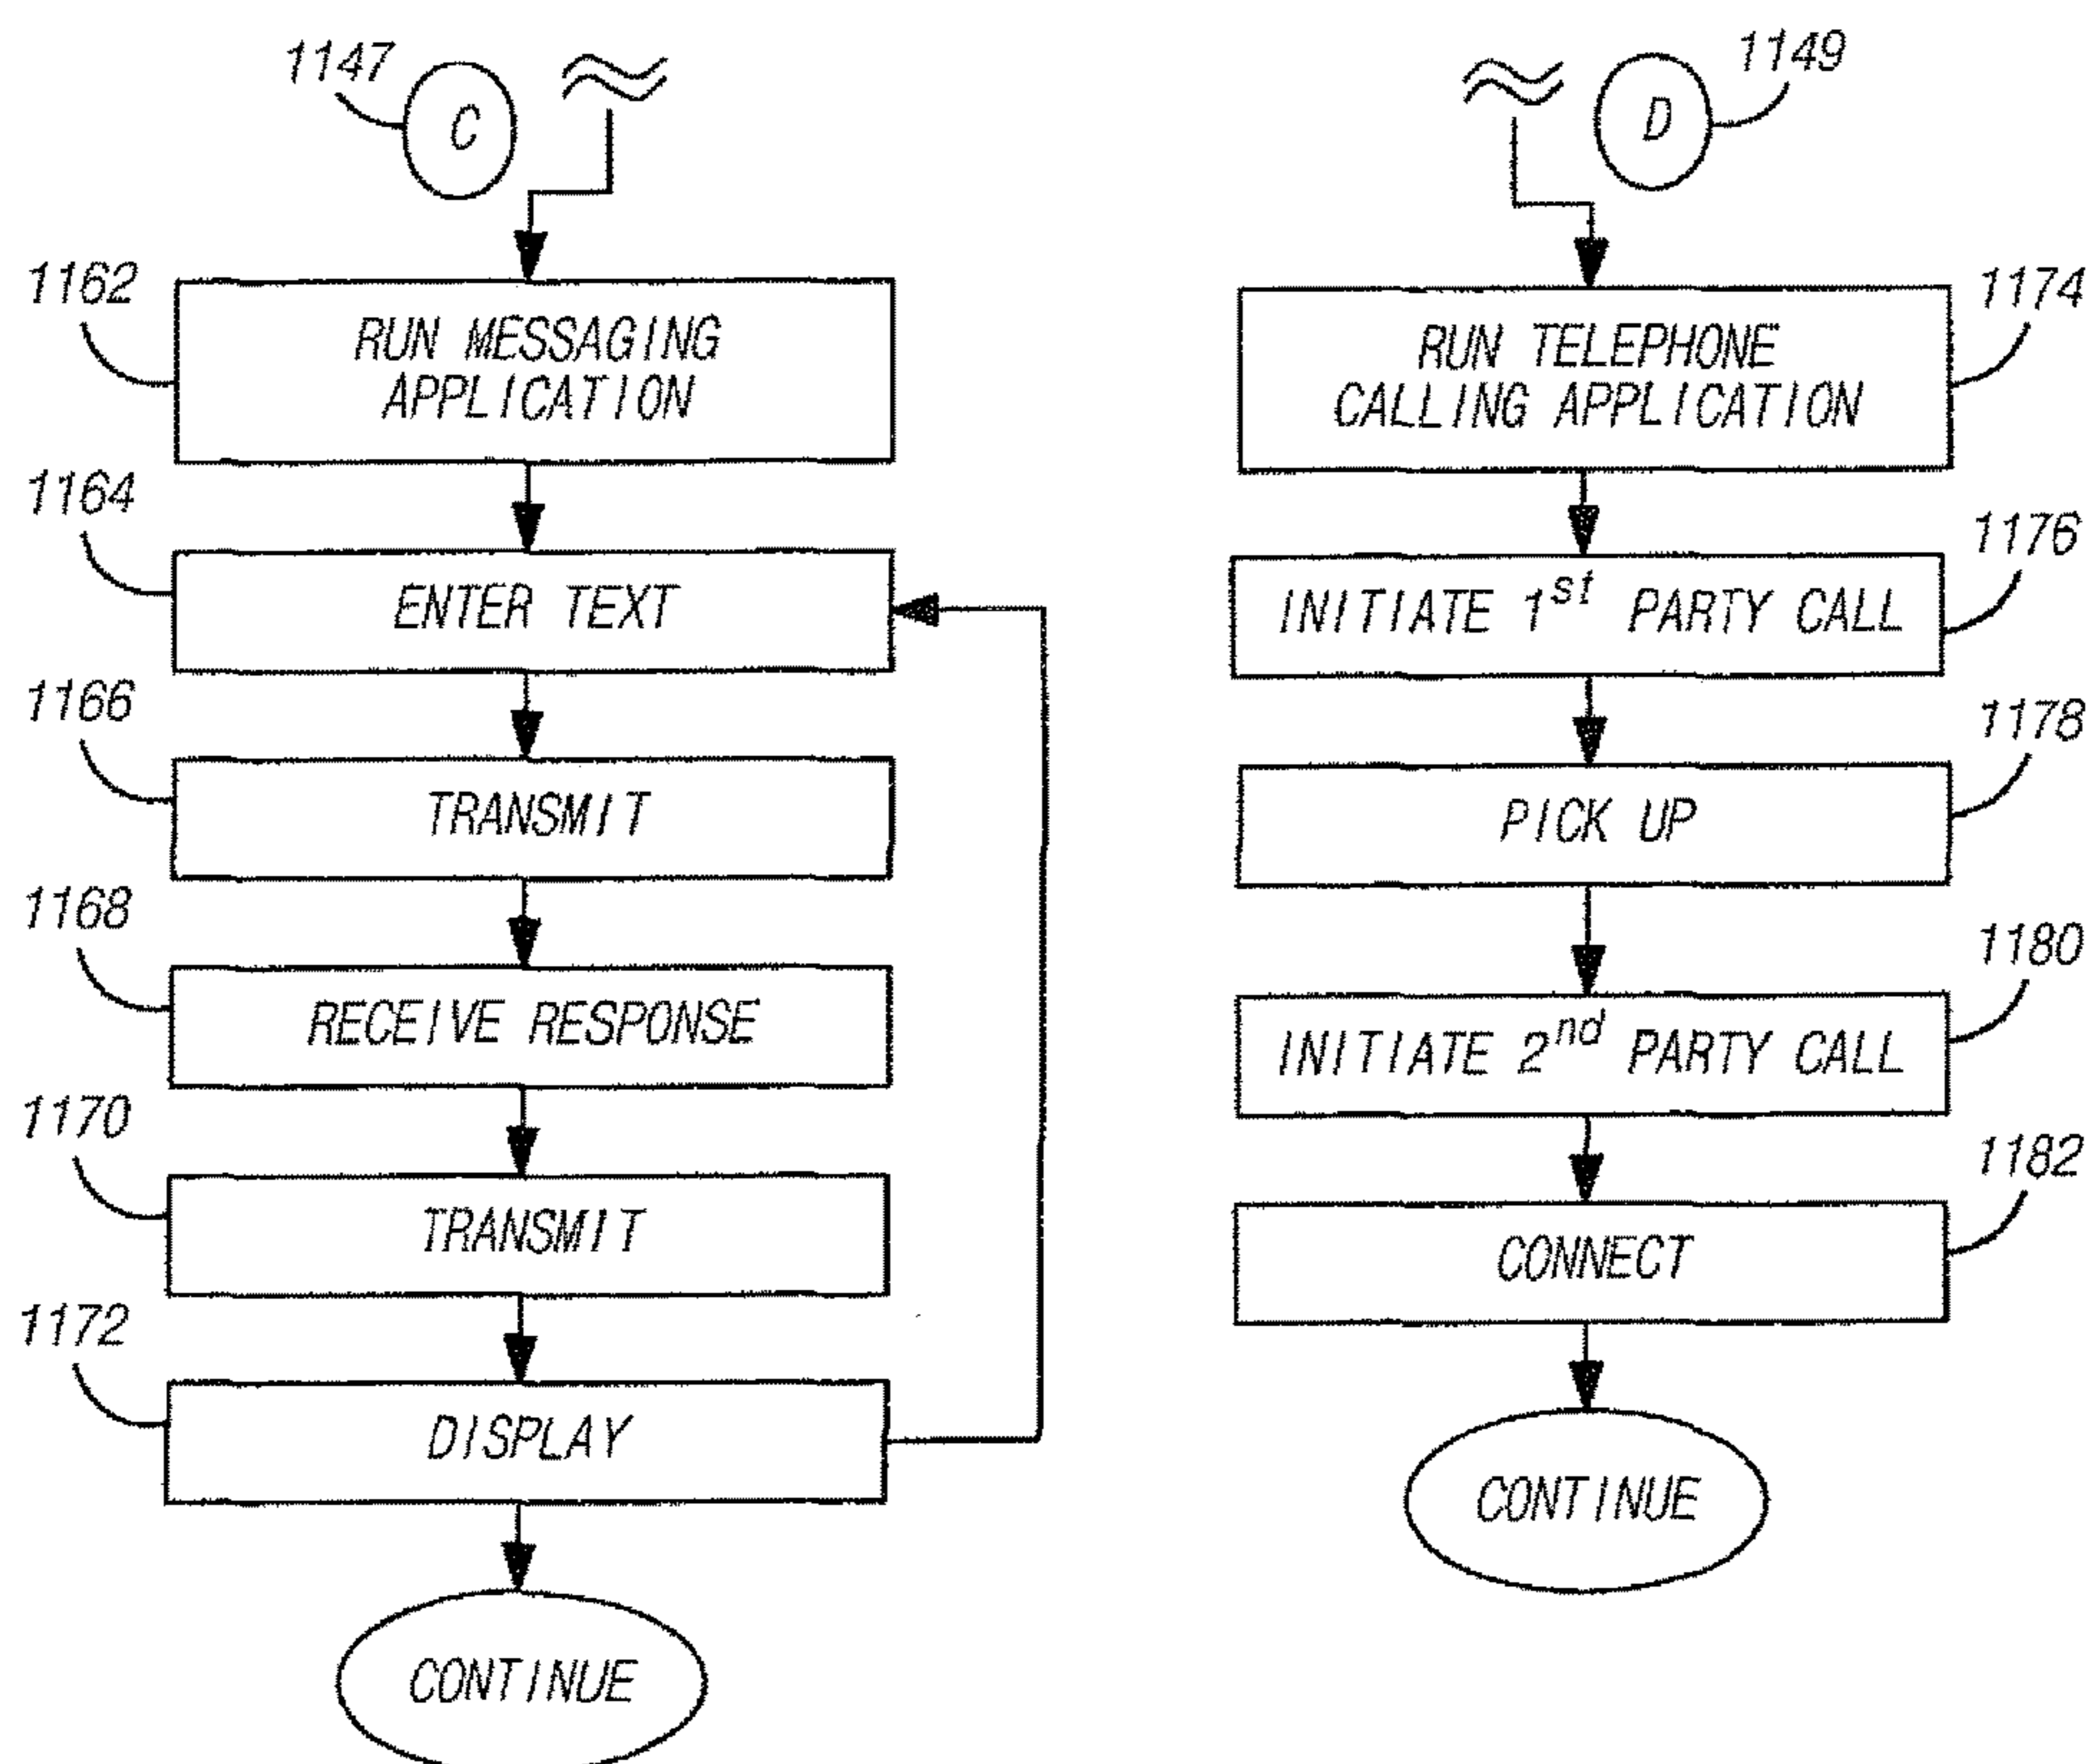 1147
C
1162
RUN MESSAGING
APPLICATION
1164
ENTER TEXT
1166
TRANSMIT
1168
RECEIVE RESPONSE
1170
TRANSMIT
1172
DISPLAY
CONTINUE
D
1149
RUN TELEPHONE
CALLING APPLICATION
1174
INITIATE 1st PARTY CALL
1176
PICK UP
1178
INITIATE 2nd PARTY CALL
1180
CONNECT
1182
CONTINUE